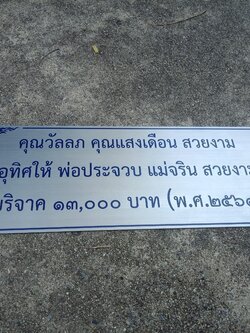 คุณวัลลภ คุณแสงเดือน สวยงาม
อุทิศให้ พ่อประจวบ แม่จริน สวยงาม
บริจาค ๑๓,๐๐๐ บาท (พ.ศ.๒๕๖